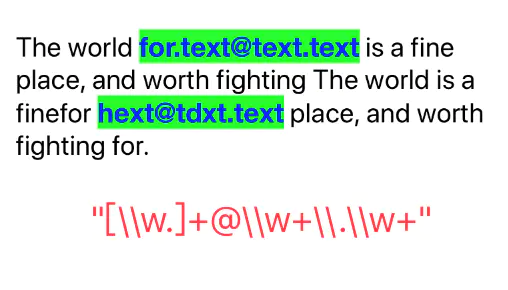 The world for.text@text.text is a fine
place, and worth fighting The world is a
finefor hext@tdxt.text place, and worth
fighting for.
"[\\w.]+@\\w+\\.\\w+"